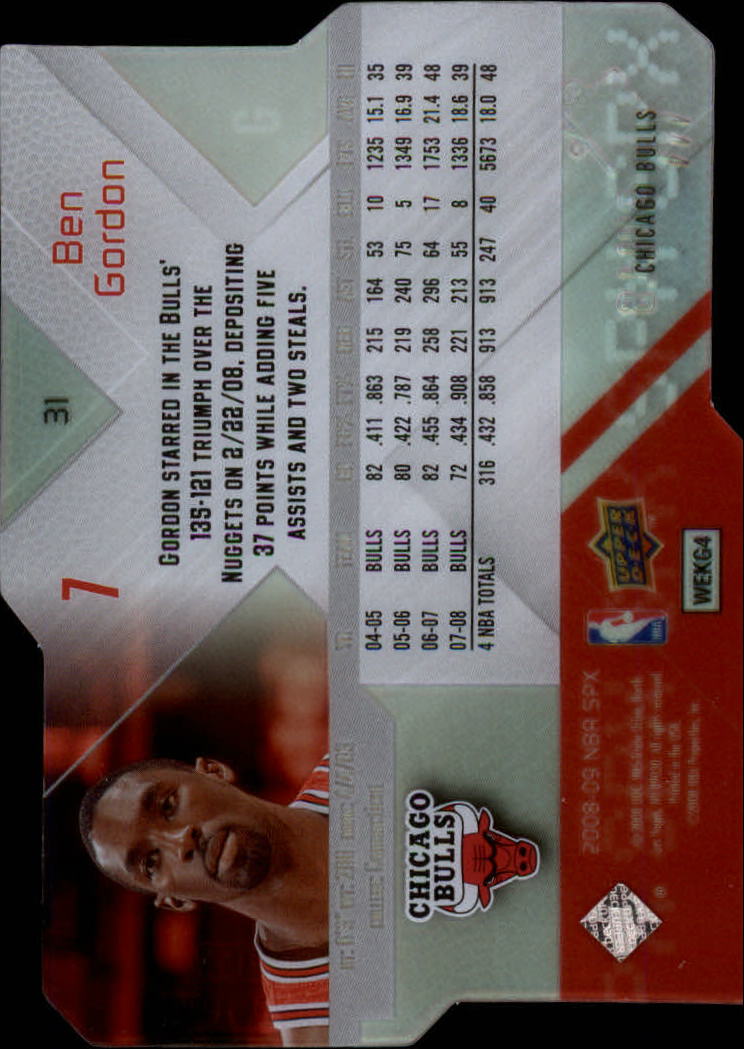 31
Ben
Gordon
7
G
GORDON STARRED IN THE BULLS'
135-121 TRIUMPH OVER THE
NUGGETS ON 2/22/08, DEPOSITING
37 POINTS WHILE ADDING FIVE
ASSISTS AND TWO STEALS.
04-05 BULLS 82 .411 .863 215 164 53 10 1235 15.1 35
05-06 BULLS 80 .422 .787 219 240 75 5 1349 16.9 39
06-07 BULLS 82 .455 .864 258 296 64 17 1753 21.4 48
07-08 BULLS 72 .434 .908 221 213 55 8 1336 18.6 39
4 NBA TOTALS 316 .432 .858 913 913 247 40 5673 18.0 48
CHICAGO
BULLS
CHICAGO BULLS
UPPER
DECK
WEKG4
2008-09 NBA SPX